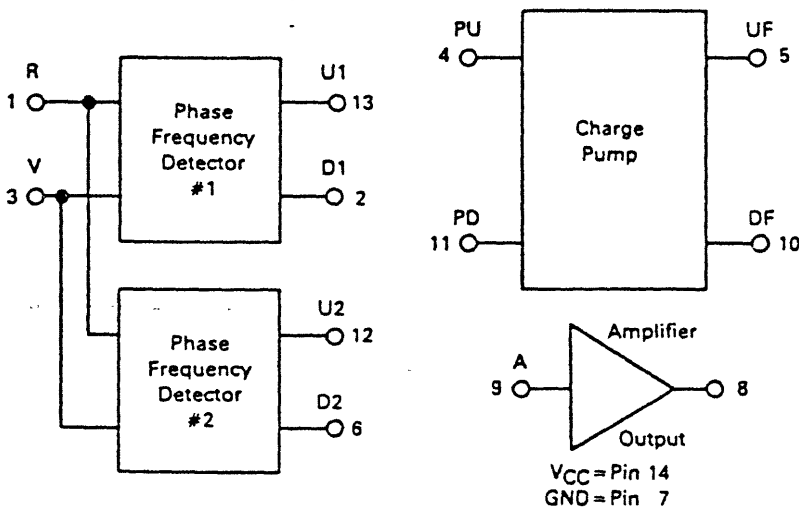 R
1
V
3
Phase
Frequency
Detector
#1
U1
13
D1
2
Phase
Frequency
Detector
#2
U2
12
D2
6
PU
4
PD
11
Charge
Pump
UF
5
DF
10
A
9
Amplifier
8
Output
VCC = Pin 14
GND = Pin 7